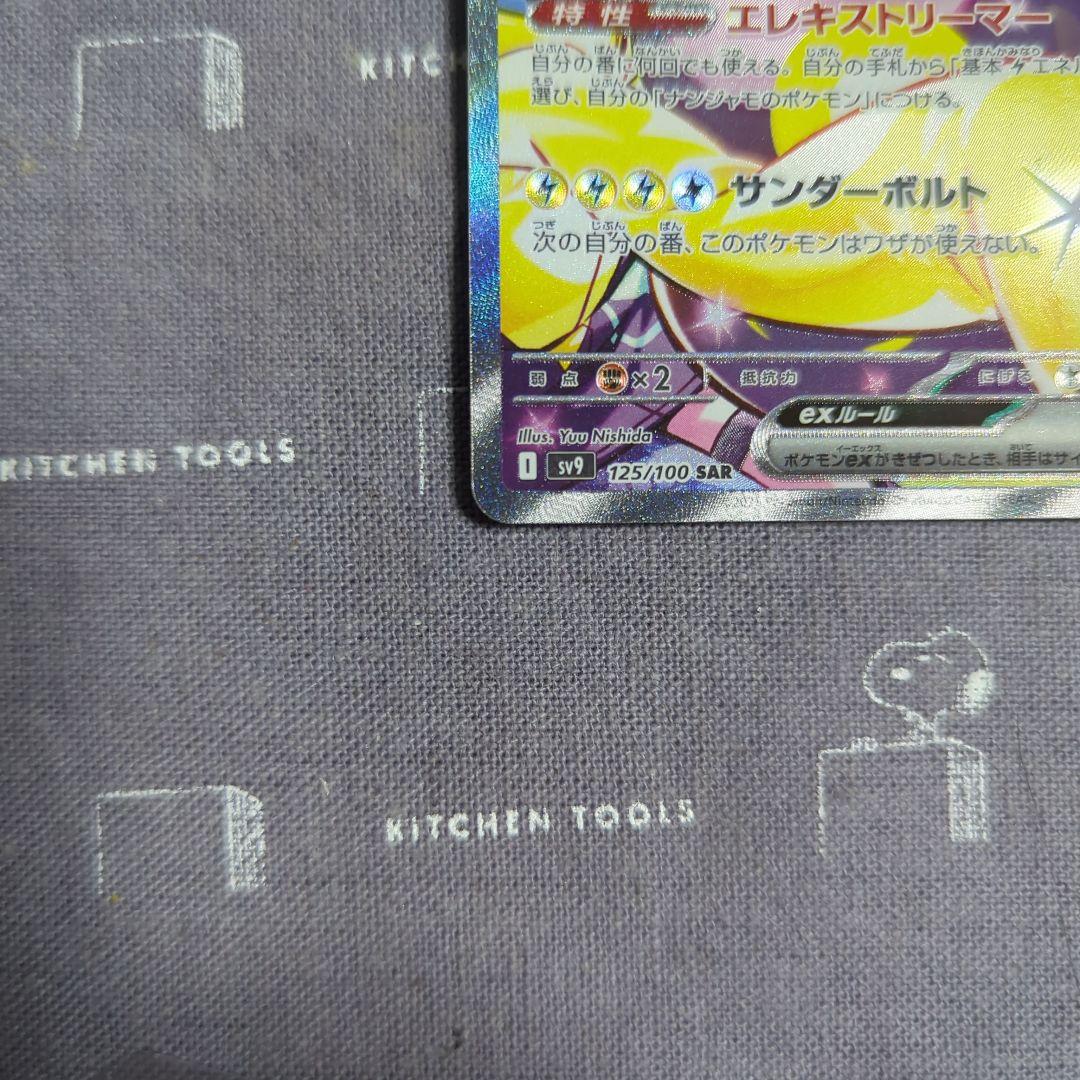 特性 エレキストリーマー
自分の番に何回でも使える。自分の手札から「基本
選び、自分の「ナンジャモのポケモン」につける。
サンダーボルト
次の自分の番、このポケモンはワザが使えない。
弱点 ×2 抵抗力 にげる
exルール
Illus. Yuu Nishida
ポケモンexがきぜつしたとき、相手はサイ
I sv9 125/100 SAR
KITC
KITCHEN TOOLS
KITCHEN TOOLS